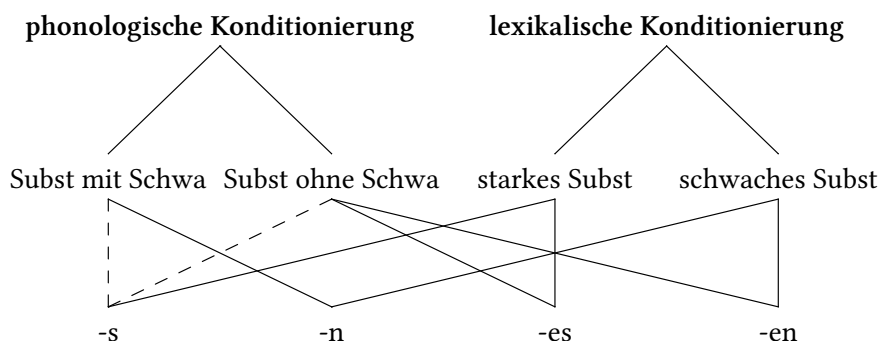 phonologische Konditionierung lexikalische Konditionierung
Subst mit Schwa Subst ohne Schwa starkes Subst schwaches Subst
-s -n -es -en